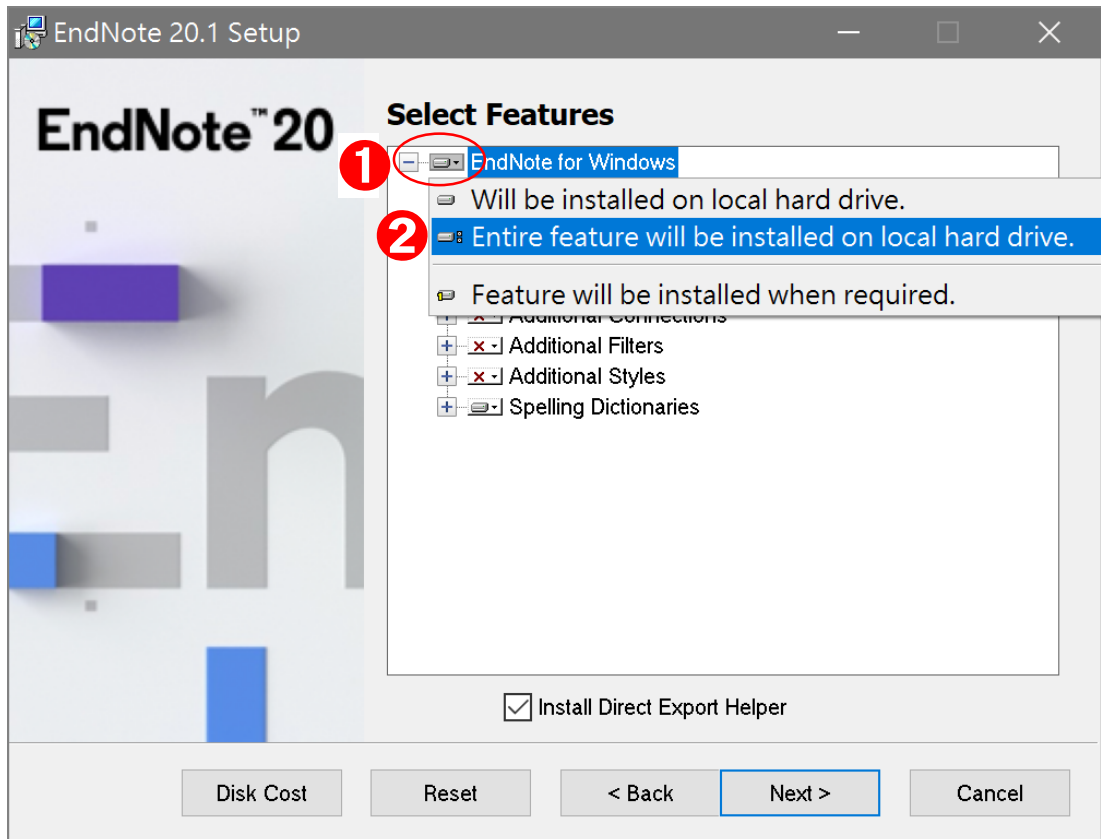 EndNote 20.1 Setup
EndNote™20
Select Features
1
EndNote for Windows
Will be installed on local hard drive.
2
Entire feature will be installed on local hard drive.
Feature will be installed when required.
Additional Connections
Additional Filters
Additional Styles
Spelling Dictionaries
Install Direct Export Helper
Disk Cost
Reset
< Back
Next >
Cancel